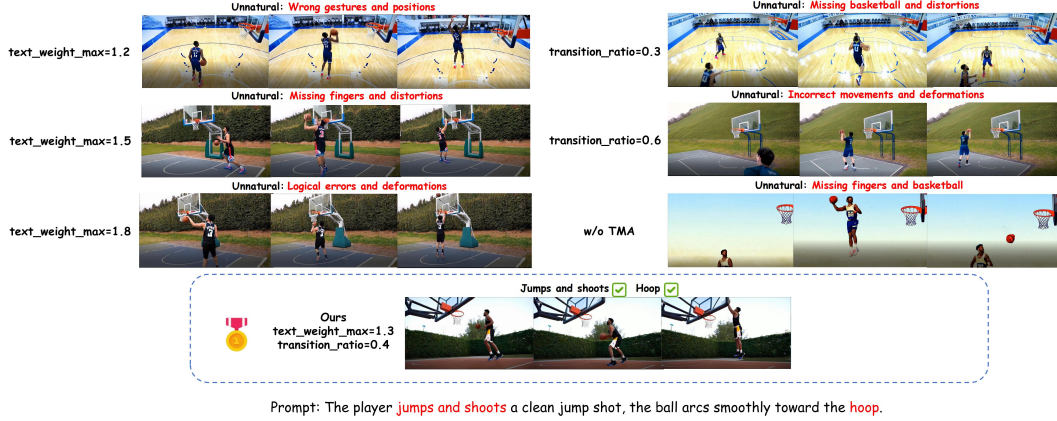 Unnatural: Wrong gestures and positions
text_weight_max=1.2
Unnatural: Missing fingers and distortions
text_weight_max=1.5
Unnatural: Logical errors and deformations
text_weight_max=1.8
Unnatural: Missing basketball and distortions
transition_ratio=0.3
Unnatural: Incorrect movements and deformations
transition_ratio=0.6
Unnatural: Missing fingers and basketball
w/o TMA
Jumps and shoots Hoop
Ours
text_weight_max=1.3
transition_ratio=0.4
Prompt: The player jumps and shoots a clean jump shot, the ball arcs smoothly toward the hoop.